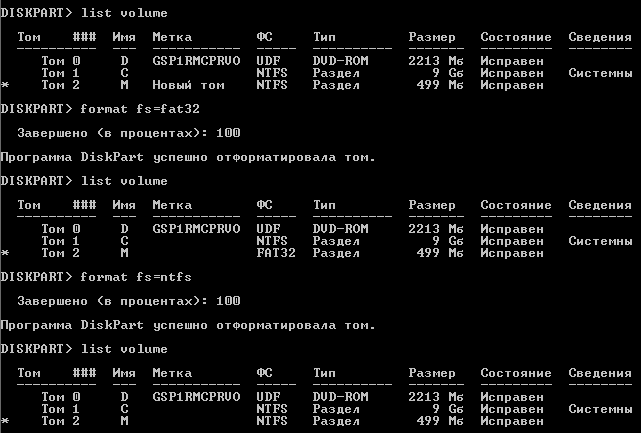 DISKPART> list volume
Том ### Имя Метка ФС Тип Размер Состояние Сведения
Том 0 D GSP1RMCPRVO UDF DVD-ROM 2213 Мб Исправен
Том 1 C NTFS Раздел 9 Gб Исправен Системны
* Том 2 M Новый том NTFS Раздел 499 Мб Исправен
DISKPART> format fs=fat32
Завершено (в процентах): 100
Программа DiskPart успешно отформатировала том.
DISKPART> list volume
Том ### Имя Метка ФС Тип Размер Состояние Сведения
Том 0 D GSP1RMCPRVO UDF DVD-ROM 2213 Мб Исправен
Том 1 C NTFS Раздел 9 Gб Исправен Системны
* Том 2 M FAT32 Раздел 499 Мб Исправен
DISKPART> format fs=ntfs
Завершено (в процентах): 100
Программа DiskPart успешно отформатировала том.
DISKPART> list volume
Том ### Имя Метка ФС Тип Размер Состояние Сведения
Том 0 D GSP1RMCPRVO UDF DVD-ROM 2213 Мб Исправен
Том 1 C NTFS Раздел 9 Gб Исправен Системны
* Том 2 M NTFS Раздел 499 Мб Исправен